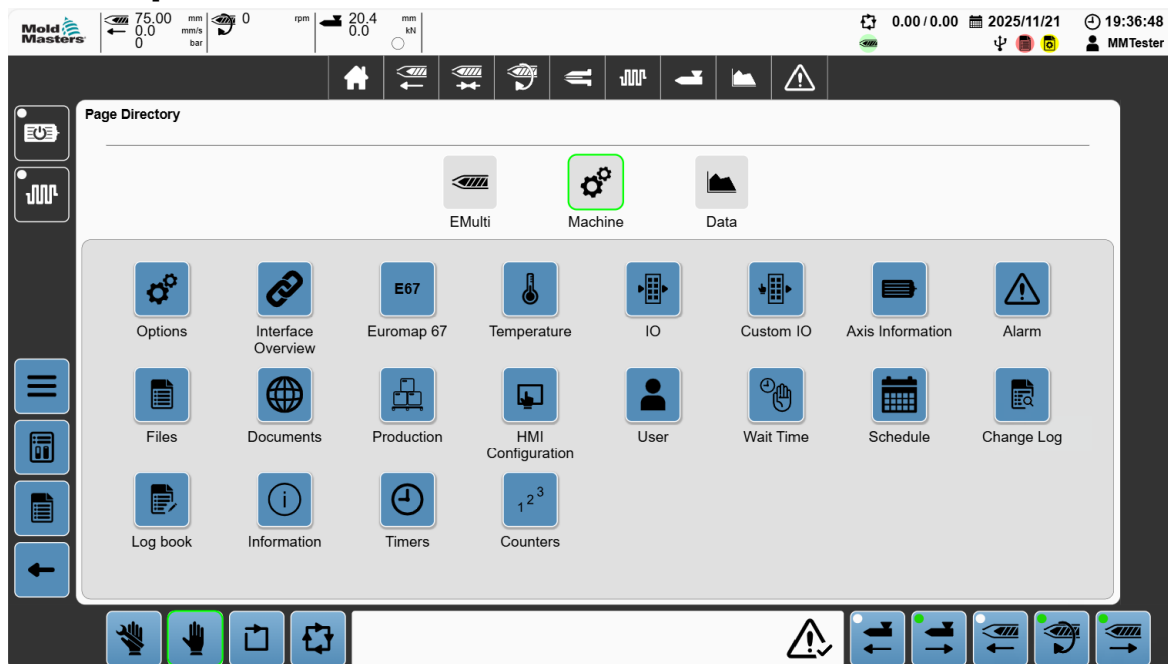 Mold
Masters
75.00 mm
0.0 mm/s
0 bar
0 rpm
20.4 mm
0.0 kN
0.00 / 0.00
2025/11/21
19:36:48
MMTester
Page Directory
EMulti
Machine
Data
E67
Options
Interface
Overview
Euromap 67
Temperature
IO
Custom IO
Axis Information
Alarm
Files
Documents
Production
HMI
Configuration
User
Wait Time
Schedule
Change Log
1 2 3
Log book
Information
Timers
Counters